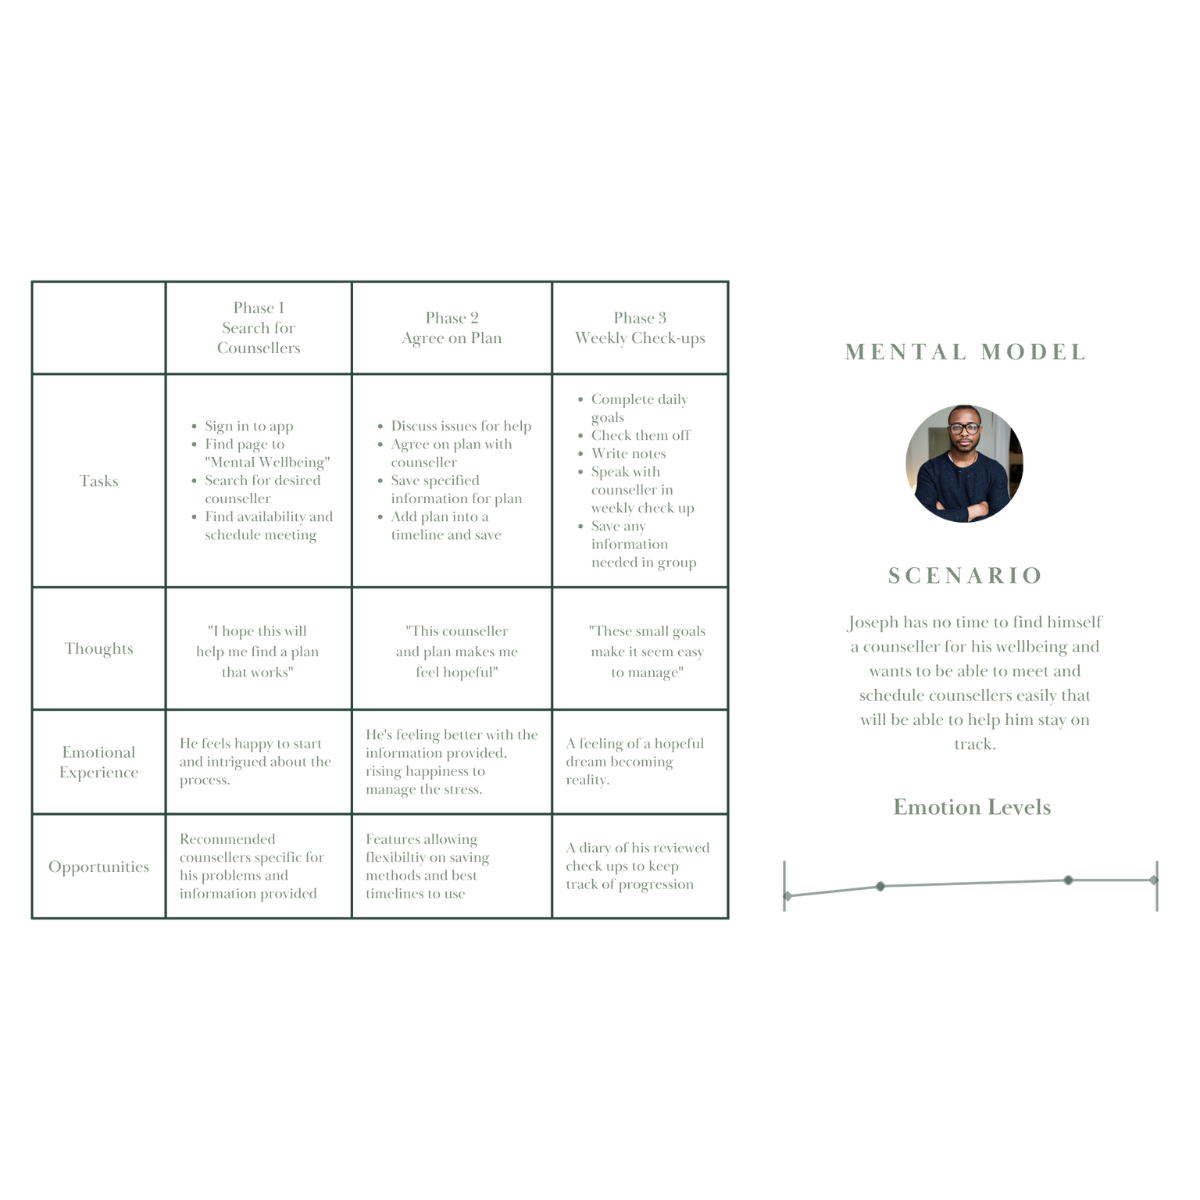 Phase 1
Search for
Counsellers
Phase 2
Agree on Plan
Phase 3
Weekly Check-ups
Tasks
• Sign in to app
• Find page to
"Mental Wellbeing"
• Search for desired
counseller
• Find availability and
schedule meeting
• Discuss issues for help
• Agree on plan with
counseller
• Save specified
information for plan
• Add plan into a
timeline and save
• Complete daily
goals
• Check them off
• Write notes
• Speak with
counseller in
weekly check up
• Save any
information
needed in group
Thoughts
"I hope this will
help me find a plan
that works"
"This counseller
and plan makes me
feel hopeful"
"These small goals
make it seem easy
to manage"
Emotional
Experience
He feels happy to start
and intrigued about the
process.
He's feeling better with the
information provided,
rising happiness to
manage the stress.
A feeling of a hopeful
dream becoming
reality.
Opportunities
Recommended
counsellers specific for
his problems and
information provided
Features allowing
flexibiltiy on saving
methods and best
timelines to use
A diary of his reviewed
check ups to keep
track of progression
MENTAL MODEL
SCENARIO
Joseph has no time to find himself
a counseller for his wellbeing and
wants to be able to meet and
schedule counsellers easily that
will be able to help him stay on
track.
Emotion Levels